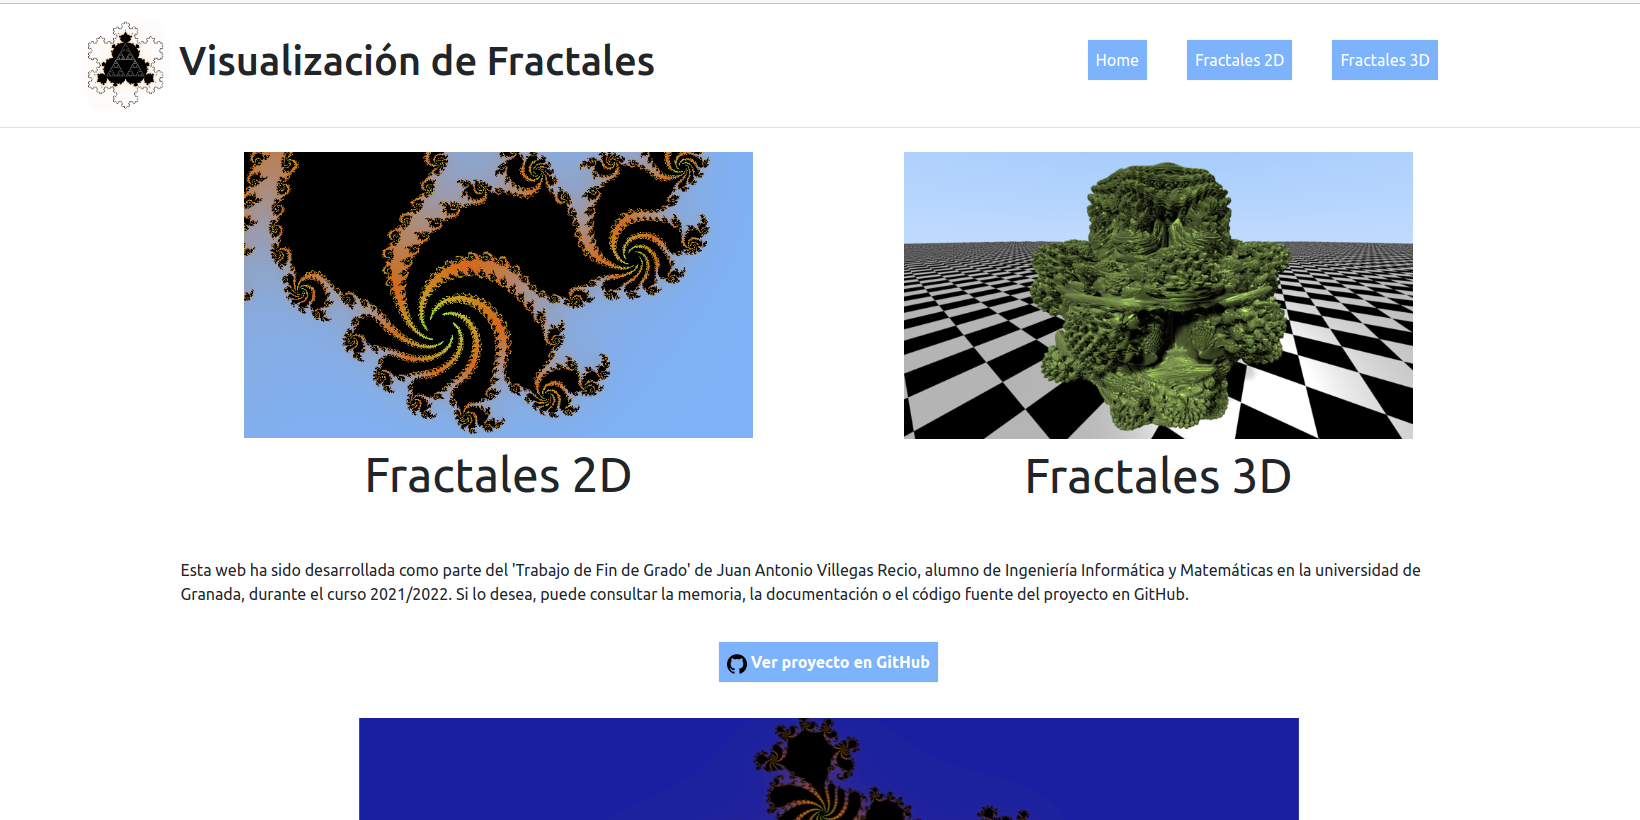 Visualización de Fractales
Home
Fractales 2D
Fractales 3D
Fractales 2D
Fractales 3D
Esta web ha sido desarrollada como parte del 'Trabajo de Fin de Grado' de Juan Antonio Villegas Recio, alumno de Ingeniería Informática y Matemáticas en la universidad de
Granada, durante el curso 2021/2022. Si lo desea, puede consultar la memoria, la documentación o el código fuente del proyecto en GitHub.
Ver proyecto en GitHub